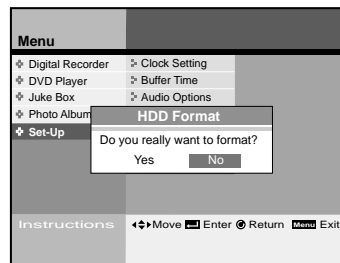 Menu
Digital Recorder
Clock Setting
DVD Player
Buffer Time
Juke Box
Audio Options
Photo Album
HDD Format
Set-Up
Do you really want to format?
Yes No
Instructions Move Enter Return Menu Exit